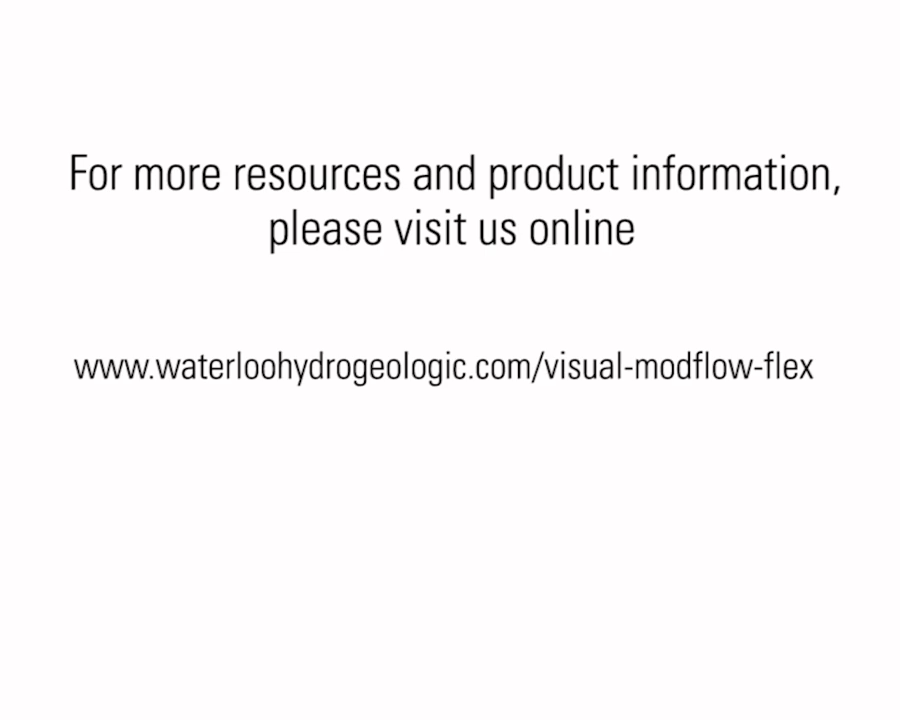 For more resources and product information,
please visit us online
www.waterloohydrogeologic.com/visual-modflow-flex